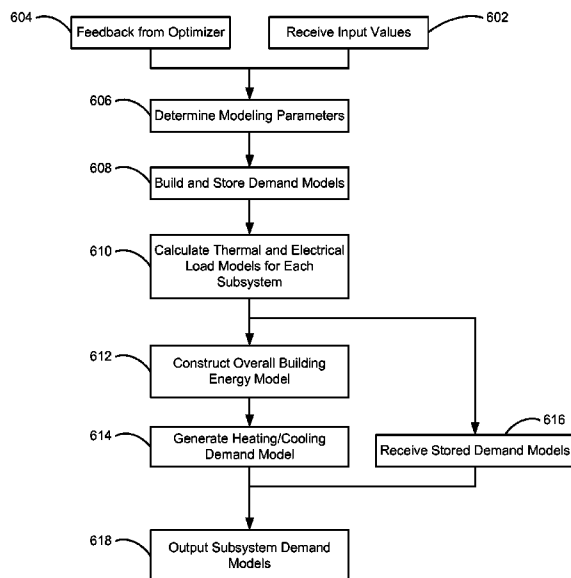 604
Feedback from Optimizer
Receive Input Values
602
606
Determine Modeling Parameters
608
Build and Store Demand Models
610
Calculate Thermal and Electrical
Load Models for Each
Subsystem
612
Construct Overall Building
Energy Model
614
Generate Heating/Cooling
Demand Model
616
Receive Stored Demand Models
618
Output Subsystem Demand
Models